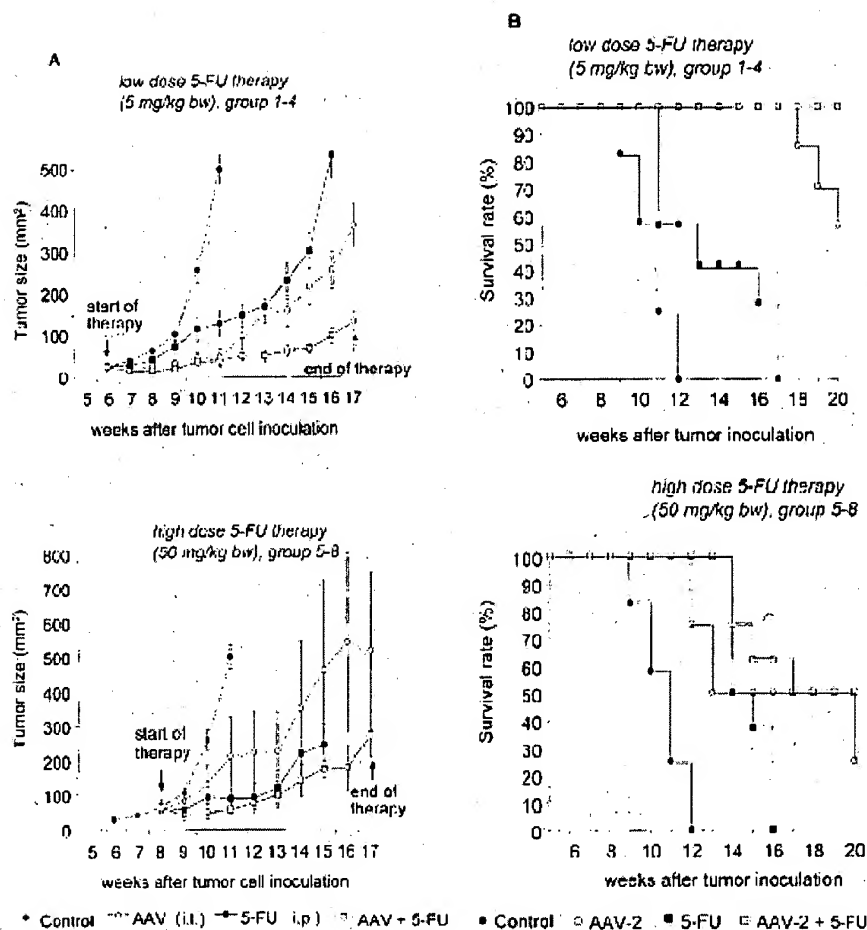 A
low dose 5-FU therapy
(5 mg/kg bw), group 1-4
Tumor size (mm²)
500
400
300
200
100
0
start of
therapy
end of therapy
5 6 7 8 9 10 11 12 13 14 15 16 17
weeks after tumor cell inoculation
B
low dose 5-FU therapy
(5 mg/kg bw), group 1-4
Survival rate (%)
100
90
80
70
60
50
40
30
20
10
0
6 8 10 12 14 16 18 20
weeks after tumor inoculation
high dose 5-FU therapy
(50 mg/kg bw), group 5-8
Tumor size (mm²)
800
700
600
500
400
300
200
100
0
start of
therapy
end of
therapy
5 6 7 8 9 10 11 12 13 14 15 16 17
weeks after tumor cell inoculation
high dose 5-FU therapy
(50 mg/kg bw), group 5-8
Survival rate (%)
100
90
80
70
60
50
40
30
20
10
0
6 8 10 12 14 16 18 20
weeks after tumor inoculation
Control AAV (i.t.) 5-FU i.p) AAV + 5-FU
Control AAV-2 5-FU AAV-2 + 5-FU